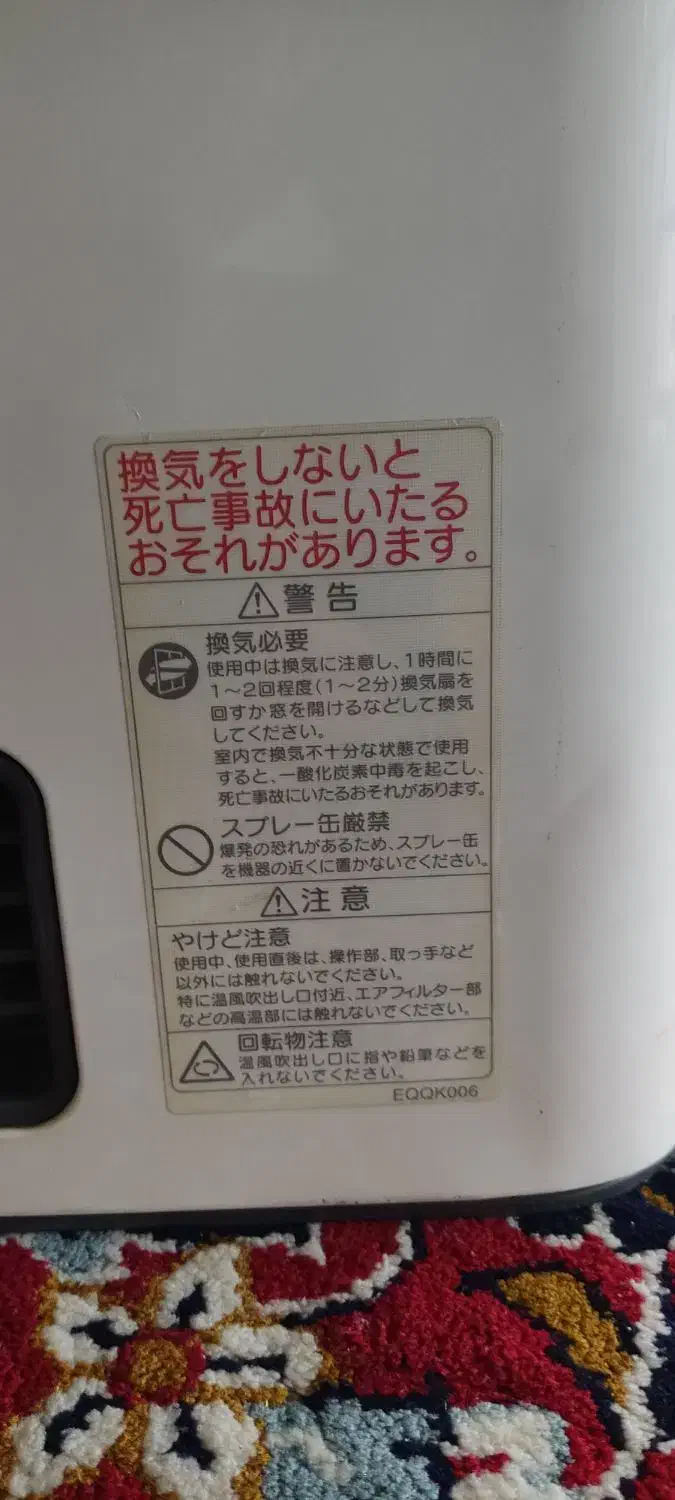 換気をしないと
死亡事故にいたる
おそれがあります。
警告
換気必要
使用中は換気に注意し、1時間に
1～2回程度(1～2分)換気扇を
回すか窓を開けるなどして換気
してください。
室内で換気不十分な状態で使用
すると、一酸化炭素中毒を起こし、
死亡事故にいたるおそれがあります。
スプレー缶厳禁
爆発の恐れがあるため、スプレー缶
を機器の近くに置かないでください。
注意
やけど注意
使用中、使用直後は、操作部、取っ手など
以外には触れないでください。
特に温風吹出し口付近、エアフィルター部
などの高温部には触れないでください。
回転物注意
温風吹出し口に指や鉛筆などを
入れないでください。
EQQK006